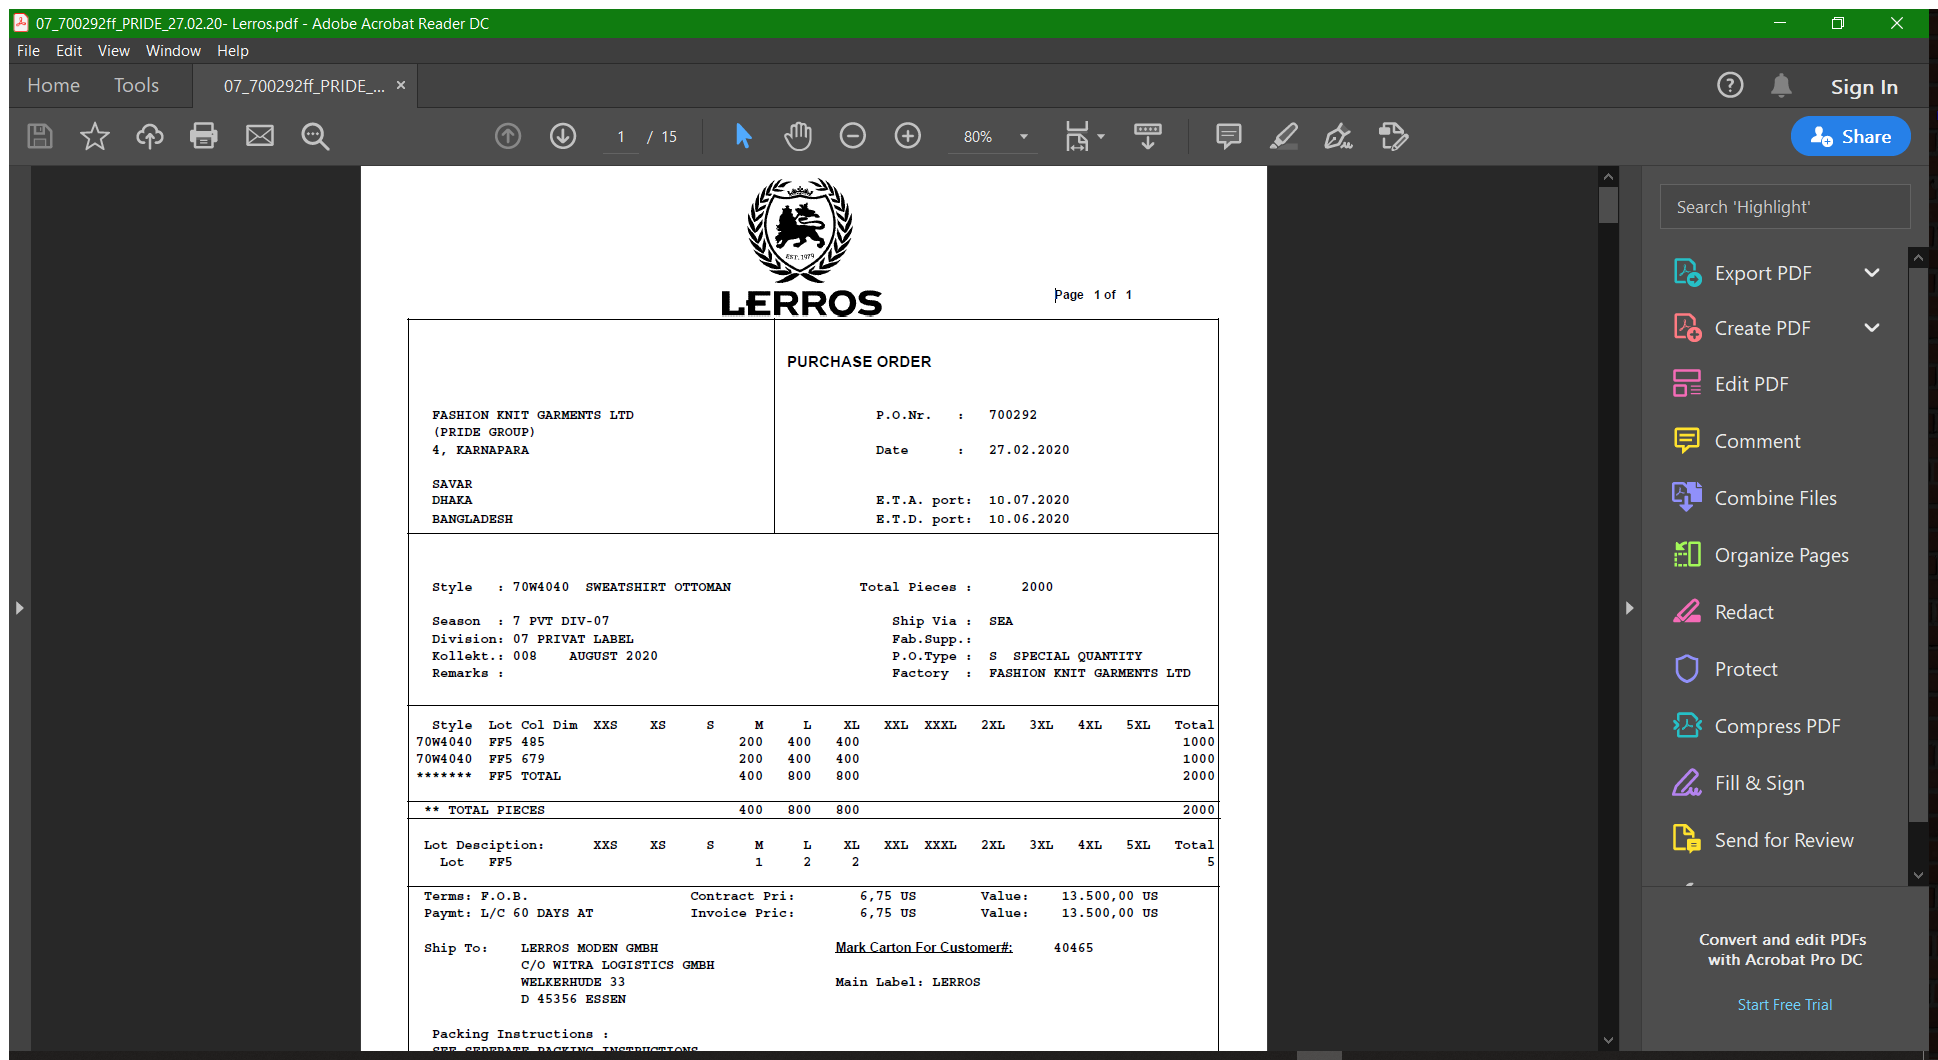 07_700292ff_PRIDE_27.02.20- Lerros.pdf - Adobe Acrobat Reader DC
File Edit View Window Help
Home Tools 07_700292ff_PRIDE_... × Sign In
1 / 15 80% Share
EST. 1979
LERROS
Page 1 of 1
PURCHASE ORDER
FASHION KNIT GARMENTS LTD P.O.Nr. : 700292
(PRIDE GROUP)
4, KARNAPARA Date : 27.02.2020
SAVAR
DHAKA E.T.A. port: 10.07.2020
BANGLADESH E.T.D. port: 10.06.2020
Style : 70W4040 SWEATSHIRT OTTOMAN Total Pieces : 2000
Season : 7 PVT DIV-07 Ship Via : SEA
Division: 07 PRIVAT LABEL Fab.Supp.:
Kollekt.: 008 AUGUST 2020 P.O.Type : S SPECIAL QUANTITY
Remarks : Factory : FASHION KNIT GARMENTS LTD
Style Lot Col Dim XXS XS S M L XL XXL XXXL 2XL 3XL 4XL 5XL Total
70W4040 FF5 485 200 400 400 1000
70W4040 FF5 679 200 400 400 1000
******* FF5 TOTAL 400 800 800 2000
** TOTAL PIECES 400 800 800 2000
Lot Desciption: XXS XS S M L XL XXL XXXL 2XL 3XL 4XL 5XL Total
Lot FF5 1 2 2 5
Terms: F.O.B. Contract Pri: 6,75 US Value: 13.500,00 US
Paymt: L/C 60 DAYS AT Invoice Pric: 6,75 US Value: 13.500,00 US
Ship To: LERROS MODEN GMBH Mark Carton For Customer#: 40465
C/O WITRA LOGISTICS GMBH
WELKERHUDE 33 Main Label: LERROS
D 45356 ESSEN
Packing Instructions :
SEE SEPERATE PACKING INSTRUCTIONS
Search 'Highlight'
Export PDF
Create PDF
Edit PDF
Comment
Combine Files
Organize Pages
Redact
Protect
Compress PDF
Fill & Sign
Send for Review
Convert and edit PDFs
with Acrobat Pro DC
Start Free Trial